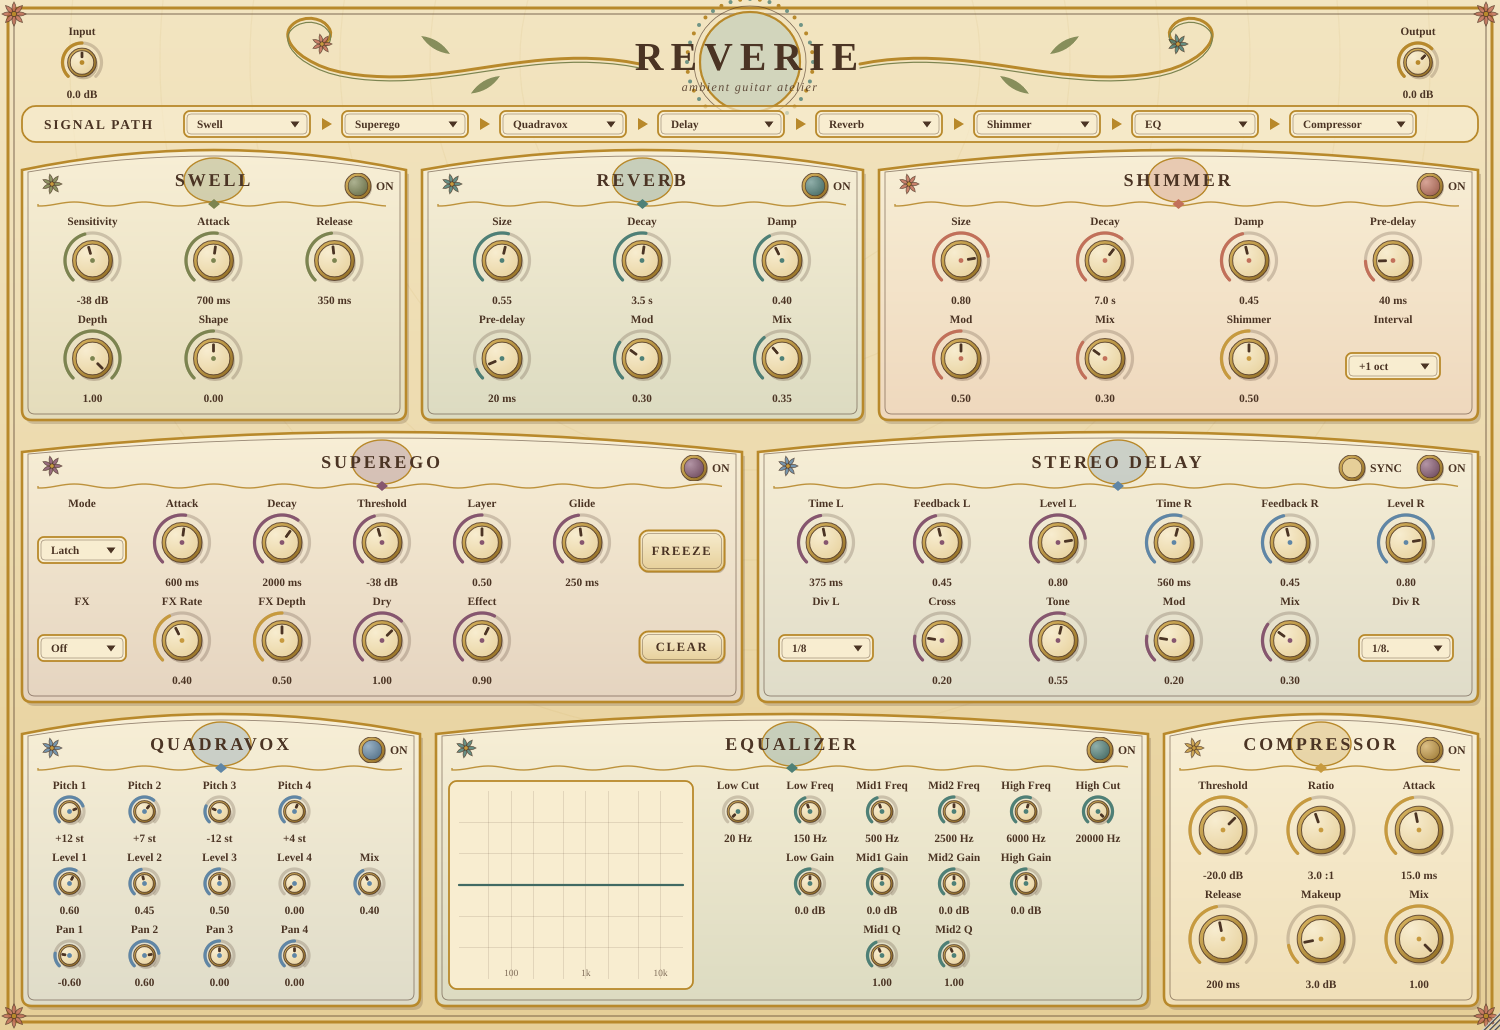 Input
Output
REVERIE
ambient guitar atelier
0.0 dB
0.0 dB
SIGNAL PATH Swell Superego Quadravox Delay Reverb Shimmer EQ Compressor
SWELL ON
Sensitivity Attack Release
-38 dB 700 ms 350 ms
Depth Shape
1.00 0.00
REVERB ON
Size Decay Damp
0.55 3.5 s 0.40
Pre-delay Mod Mix
20 ms 0.30 0.35
SHIMMER ON
Size Decay Damp Pre-delay
0.80 7.0 s 0.45 40 ms
Mod Mix Shimmer Interval
+1 oct
0.50 0.30 0.50
SUPEREGO ON
Mode Attack Decay Threshold Layer Glide
Latch FREEZE
600 ms 2000 ms -38 dB 0.50 250 ms
FX FX Rate FX Depth Dry Effect
Off CLEAR
0.40 0.50 1.00 0.90
STEREO DELAY SYNC ON
Time L Feedback L Level L Time R Feedback R Level R
375 ms 0.45 0.80 560 ms 0.45 0.80
Div L Cross Tone Mod Mix Div R
1/8 1/8.
0.20 0.55 0.20 0.30
QUADRAVOX ON
Pitch 1 Pitch 2 Pitch 3 Pitch 4
+12 st +7 st -12 st +4 st
Level 1 Level 2 Level 3 Level 4 Mix
0.60 0.45 0.50 0.00 0.40
Pan 1 Pan 2 Pan 3 Pan 4
-0.60 0.60 0.00 0.00
EQUALIZER ON
Low Cut Low Freq Mid1 Freq Mid2 Freq High Freq High Cut
20 Hz 150 Hz 500 Hz 2500 Hz 6000 Hz 20000 Hz
Low Gain Mid1 Gain Mid2 Gain High Gain
0.0 dB 0.0 dB 0.0 dB 0.0 dB
Mid1 Q Mid2 Q
100 1k 10k
1.00 1.00
COMPRESSOR ON
Threshold Ratio Attack
-20.0 dB 3.0 :1 15.0 ms
Release Makeup Mix
200 ms 3.0 dB 1.00